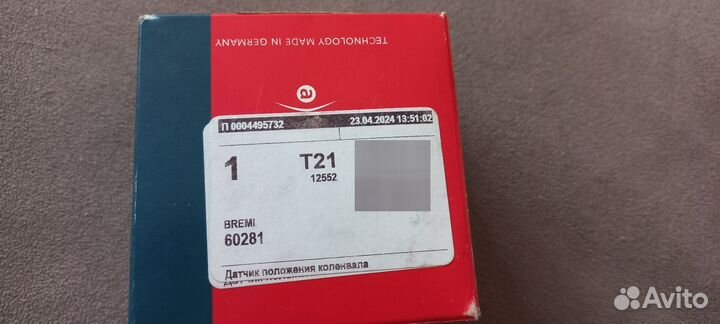 TECHNOLOGY MADE IN GERMANY
a
П 0004495732 23.04.2024 13:51:02
1 T21
12552
BREMI
60281
Датчик положения коленвала
Avito